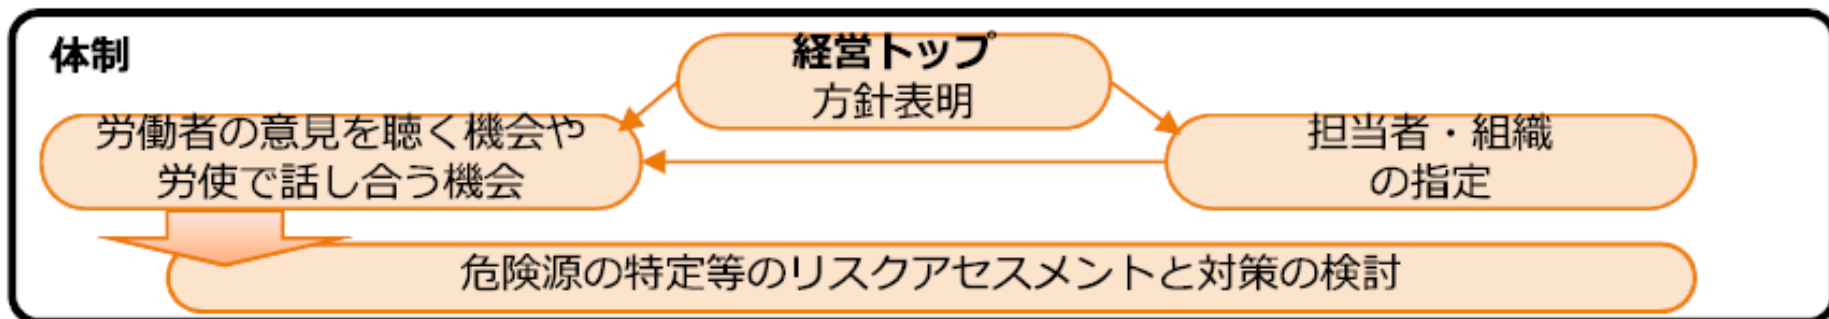 体制
経営トップ
方針表明
労働者の意見を聴く機会や
労使で話し合う機会
担当者・組織
の指定
危険源の特定等のリスクアセスメントと対策の検討